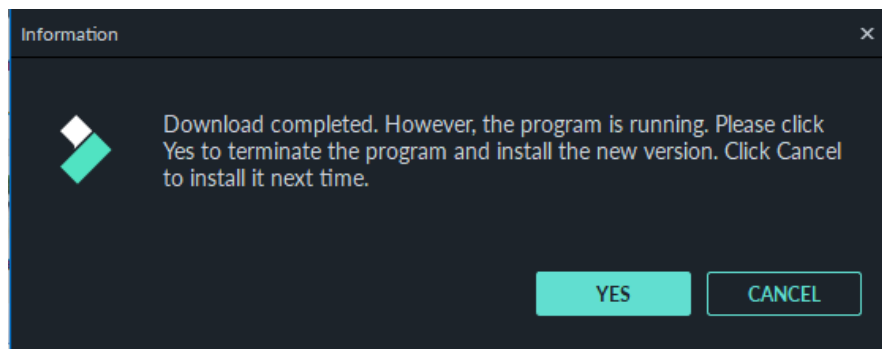 Information
Download completed. However, the program is running. Please click
Yes to terminate the program and install the new version. Click Cancel
to install it next time.
YES
CANCEL